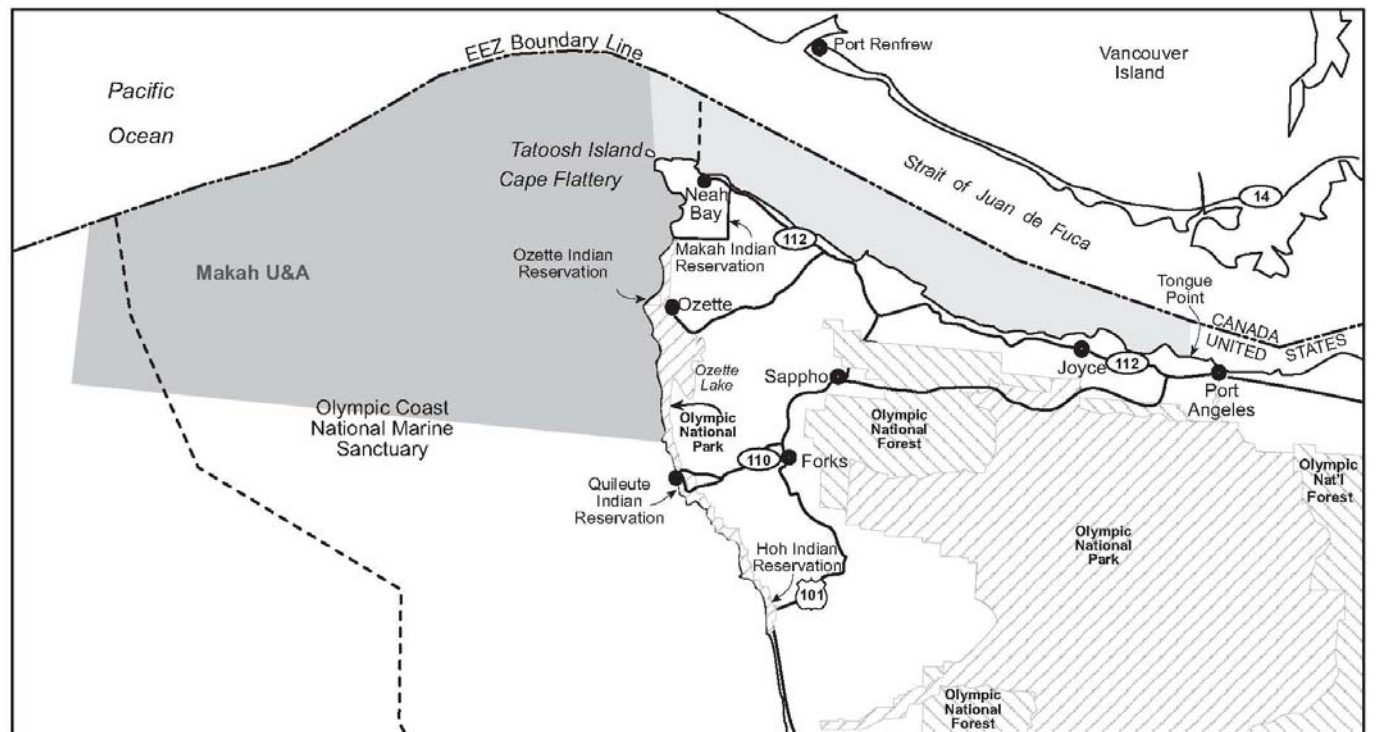 EEZ Boundary Line
Port Renfrew
Vancouver
Island
Pacific
Ocean
Tatoosh Island
Cape Flattery
Strait of Juan de Fuca
14
Neah
Bay
112
Makah Indian
Reservation
Ozette Indian
Reservation
Makah U&A
Tongue
Point
Ozette
CANADA
UNITED STATES
Ozette
Lake
Sappho
Joyce
112
Port
Angeles
Olympic Coast
National Marine
Sanctuary
Olympic
National
Park
Olympic
National
Forest
110
Forks
Olympic
Nat'l
Forest
Quileute
Indian
Reservation
Olympic
National
Park
Hoh Indian
Reservation
101
Olympic
National
Forest